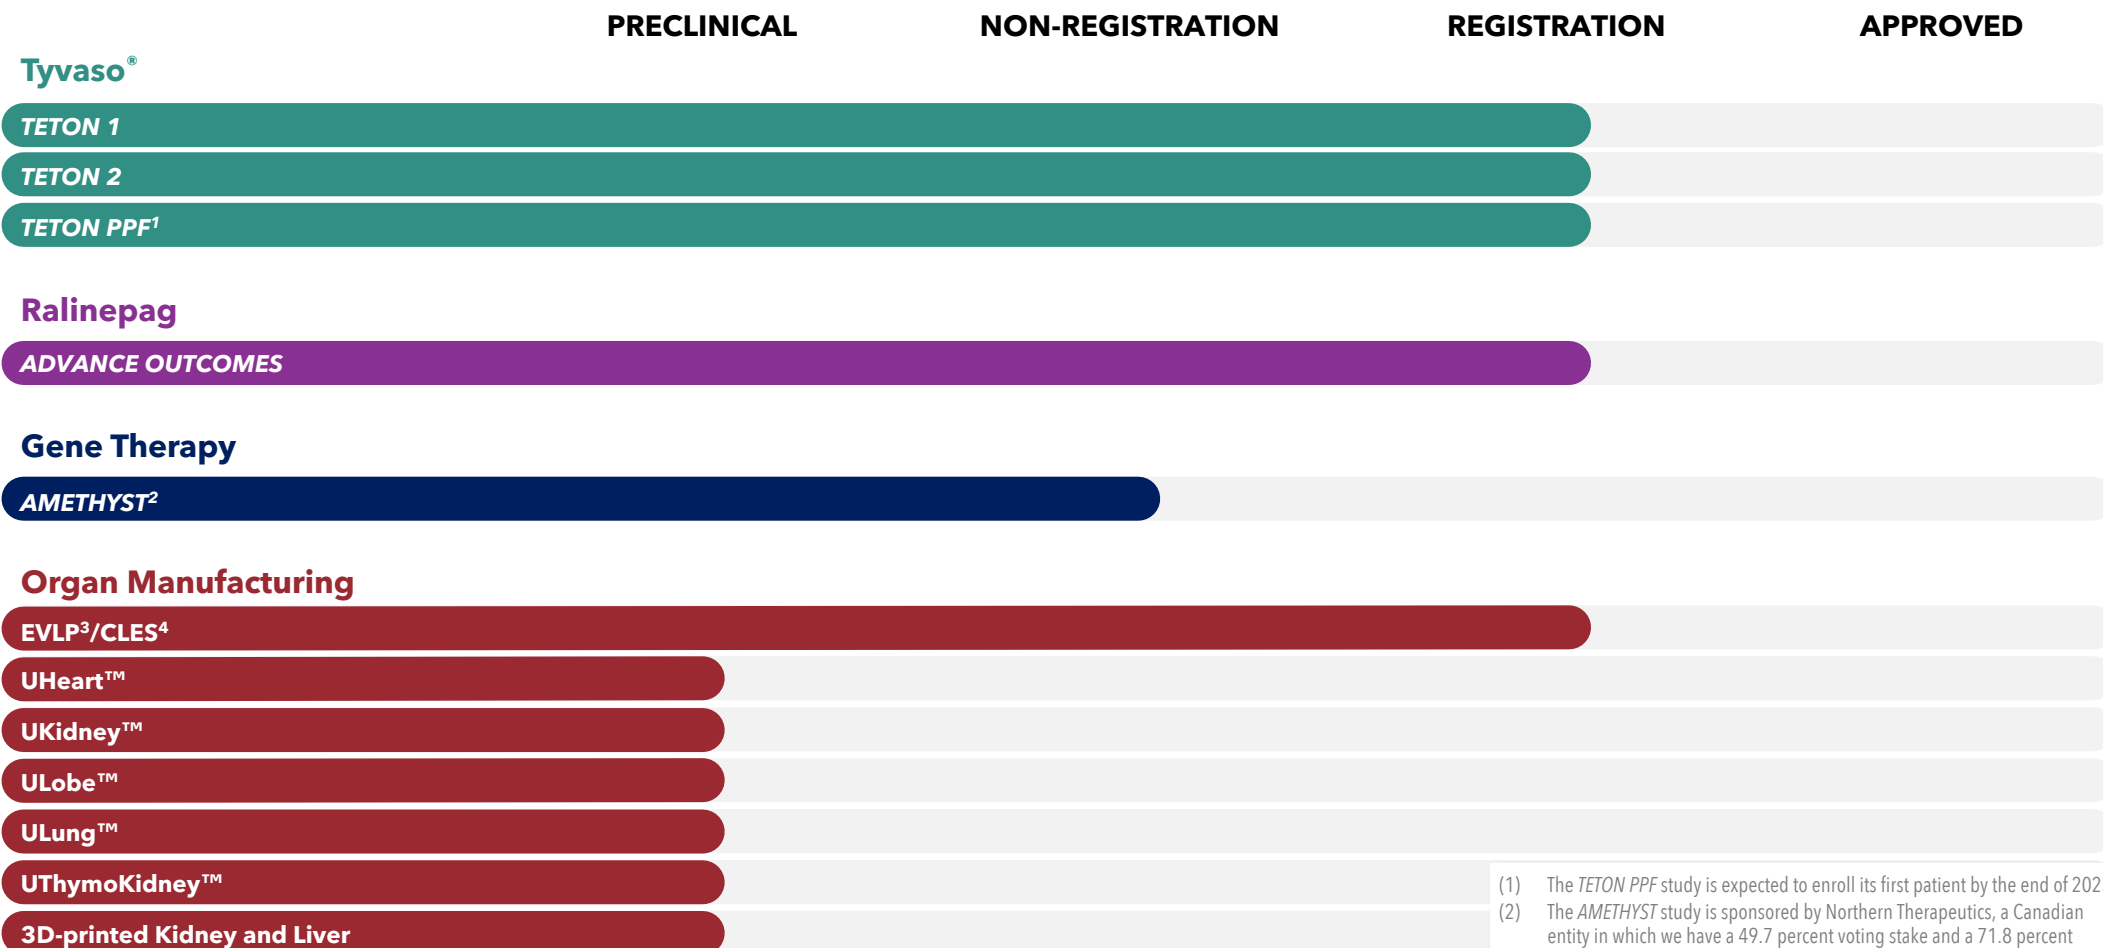 PRECLINICAL NON-REGISTRATION REGISTRATION APPROVED
Tyvaso®
TETON 1
TETON 2
TETON PPF¹
Ralinepag
ADVANCE OUTCOMES
Gene Therapy
AMETHYST²
Organ Manufacturing
EVLP³/CLES⁴
UHeart™
UKidney™
ULobe™
ULung™
UThymoKidney™
3D-printed Kidney and Liver
(1) The TETON PPF study is expected to enroll its first patient by the end of 202
(2) The AMETHYST study is sponsored by Northern Therapeutics, a Canadian
entity in which we have a 49.7 percent voting stake and a 71.8 percent